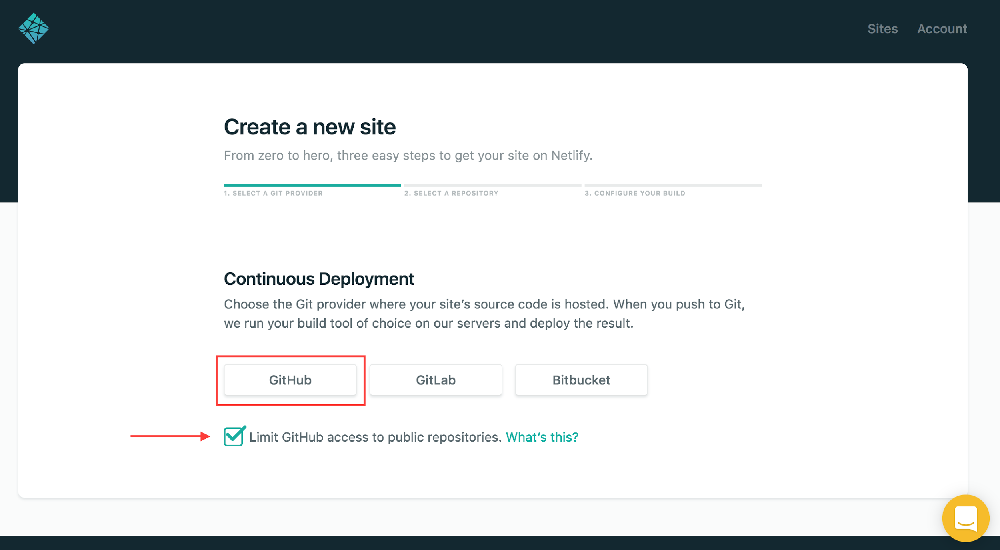 Sites Account
Create a new site
From zero to hero, three easy steps to get your site on Netlify.
1. SELECT A GIT PROVIDER 2. SELECT A REPOSITORY 3. CONFIGURE YOUR BUILD
Continuous Deployment
Choose the Git provider where your site’s source code is hosted. When you push to Git,
we run your build tool of choice on our servers and deploy the result.
GitHub GitLab Bitbucket
Limit GitHub access to public repositories. What’s this?